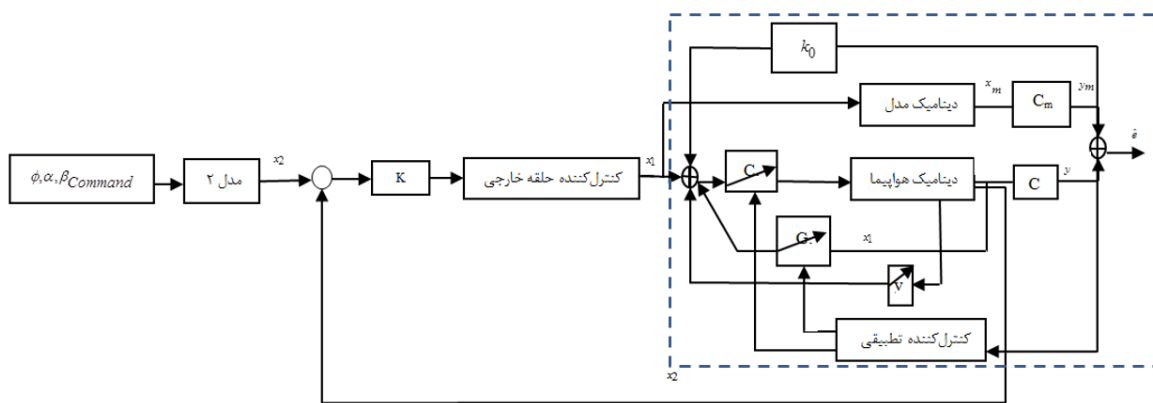 k₀
xₘ
yₘ
دینامیک مدل
Cₘ
ê
ϕ,α,βCommand
مدل ۲
x₂
K
کنترل‌کننده حلقه خارجی
x₁
C
دینامیک هواپیما
C
y
G
x₁
v
کنترل‌کننده تطبیقی
x₂